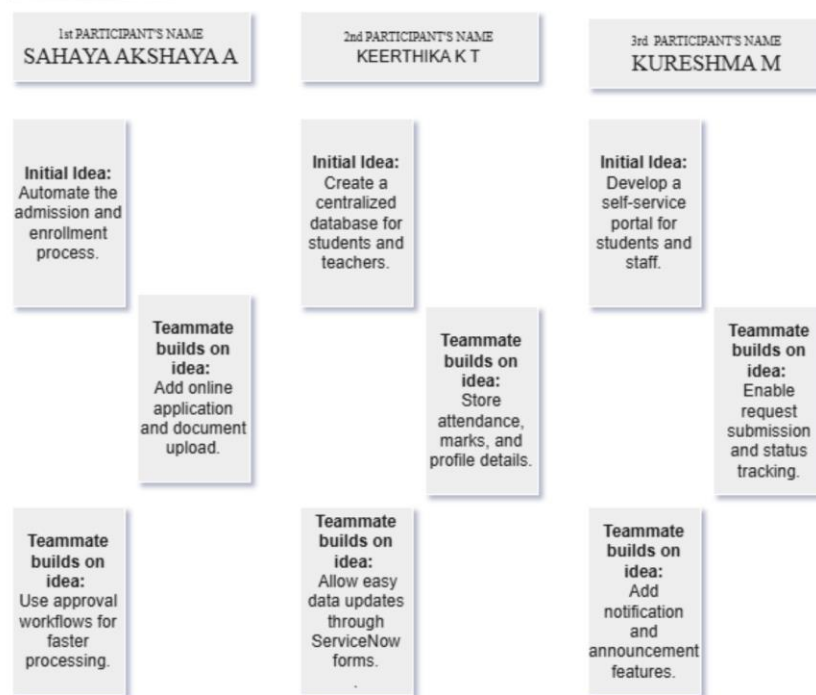 1st PARTICIPANT'S NAME
SAHAYA AKSHAYA A
Initial Idea:
Automate the
admission and
enrollment
process.
Teammate
builds on
idea:
Add online
application
and document
upload.
Teammate
builds on
idea:
Use approval
workflows for
faster
processing.
2nd PARTICIPANT'S NAME
KEERTHIKA K T
Initial Idea:
Create a
centralized
database for
students and
teachers.
Teammate
builds on
idea:
Store
attendance,
marks, and
profile details.
Teammate
builds on
idea:
Allow easy
data updates
through
ServiceNow
forms.
.
3rd PARTICIPANT'S NAME
KURESHMA M
Initial Idea:
Develop a
self-service
portal for
students and
staff.
Teammate
builds on
idea:
Enable
request
submission
and status
tracking.
Teammate
builds on
idea:
Add
notification
and
announcement
features.